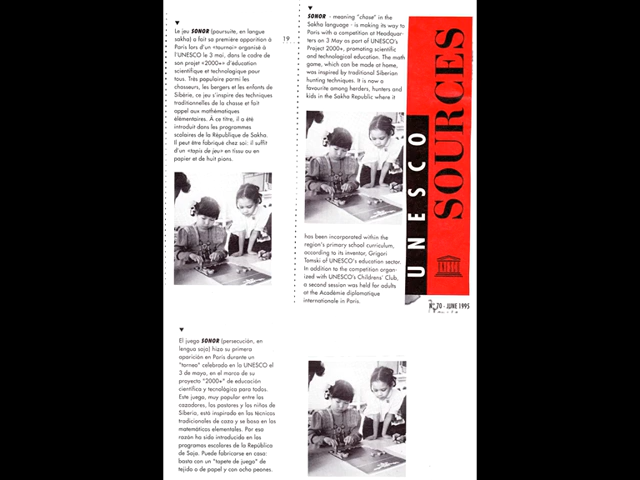 Le jeu SONOR (poursuite, en langue
sakha) a fait sa première apparition à
Paris lors d'un «tournoi» organisé à
l'UNESCO le 3 mai, dans le cadre de
son projet «2000+» d'éducation
scientifique et technologique pour
tous. Très populaire parmi les
chasseurs, les bergers et les enfants de
Sibérie, ce jeu s'inspire des techniques
traditionnelles de la chasse et fait
appel aux mathématiques
élémentaires. À ce titre, il a été
introduit dans les programmes
scolaires de la République de Sakha.
Il peut être fabriqué chez soi: il suffit
d'un «tapis de jeu» en tissu ou en
papier et de huit pions.
19
SONOR - meaning "chase" in the
Sakha language - is making its way to
Paris with a competition at Headquar-
ters on 3 May as part of UNESCO's
Project 2000+, promoting scientific
and technological education. The math
game, which can be made at home,
was inspired by traditional Siberian
hunting techniques. It is now a
favourite among herders, hunters and
kids in the Sakha Republic where it
has been incorporated within the
region's primary school curriculum,
according to its inventor, Grigori
Tomski of UNESCO's education sector.
In addition to the competition organ-
ized with UNESCO's Childrens' Club,
a second session was held for adults
at the Académie diplomatique
internationale in Paris.
UNESCO
SOURCES
N° 70 - JUNE 1995
El juego SONOR (persecución, en
lengua saja) hizo su primera
aparición en París durante un
"torneo" celebrado en la UNESCO el
3 de mayo, en el marco de su
proyecto "2000+" de educación
científica y tecnológica para todos.
Este juego, muy popular entre los
cazadores, los pastores y los niños de
Siberia, está inspirado en las técnicas
tradicionales de caza y se basa en las
matemáticas elementales. Por esa
razón ha sido introducido en los
programas escolares de la República
de Saja. Puede fabricarse en casa:
basta con un "tapete de juego" de
tejido o de papel y con ocho peones.